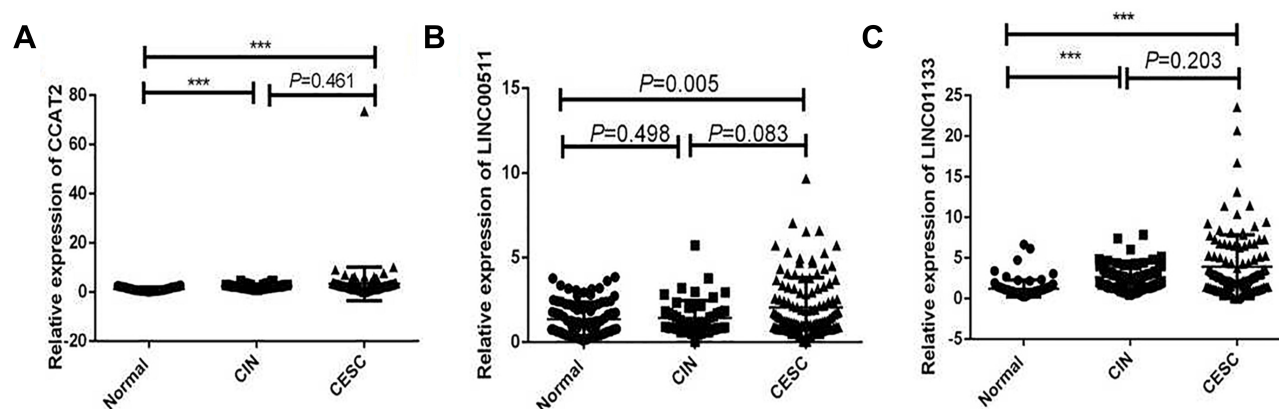 A
***
***
P=0.461
Relative expression of CCAT2
80
60
40
20
0
-20
Normal
CIN
CESC
B
P=0.005
P=0.498
P=0.083
Relative expression of LINC00511
15
10
5
0
Normal
CIN
CESC
C
***
***
P=0.203
Relative expression of LINC01133
25
20
15
10
5
0
-5
Normal
CIN
CESC